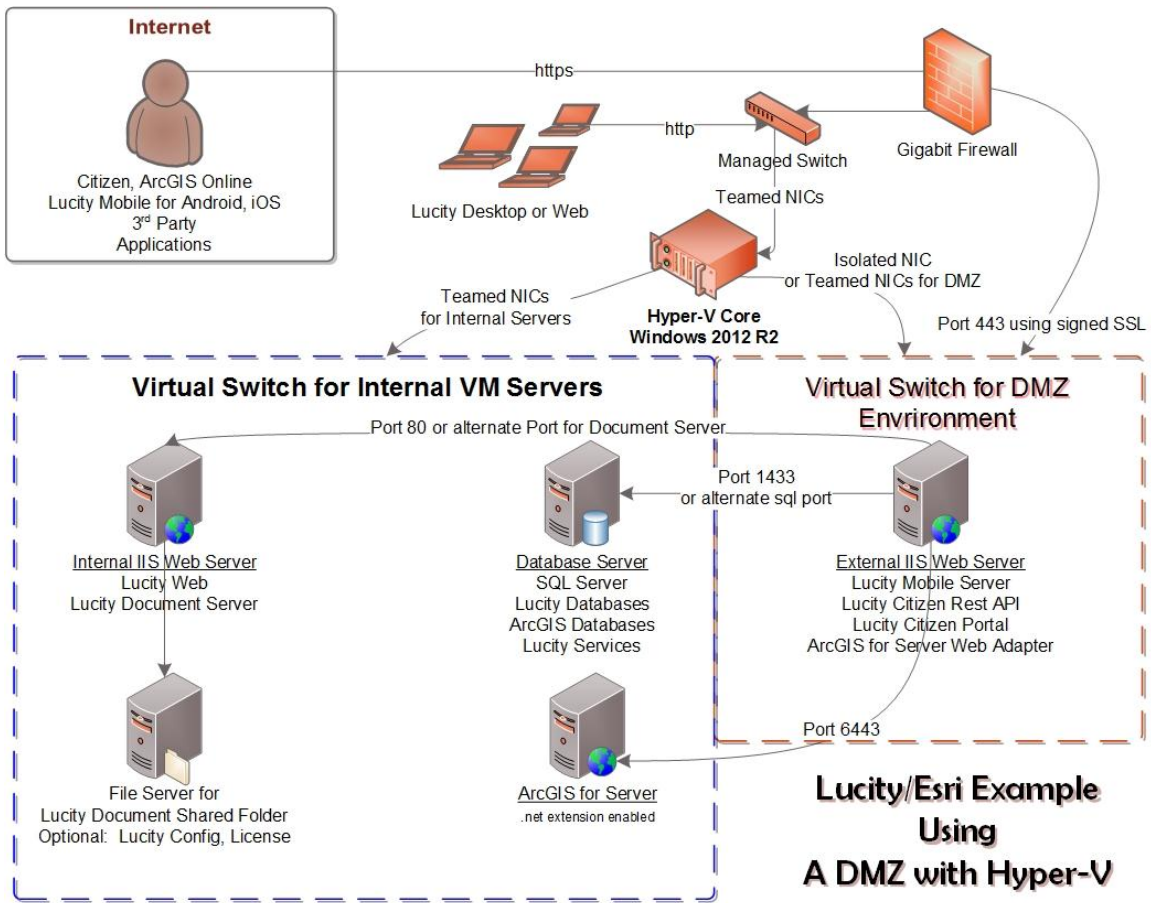 Internet
Citizen, ArcGIS Online
Lucity Mobile for Android, iOS
3rd Party
Applications
https
http
Lucity Desktop or Web
Managed Switch
Gigabit Firewall
Teamed NICs
Hyper-V Core
Windows 2012 R2
Teamed NICs
for Internal Servers
Isolated NIC
or Teamed NICs for DMZ
Port 443 using signed SSL
Virtual Switch for Internal VM Servers
Virtual Switch for DMZ
Envrironment
Port 80 or alternate Port for Document Server
Port 1433
or alternate sql port
Internal IIS Web Server
Lucity Web
Lucity Document Server
Database Server
SQL Server
Lucity Databases
ArcGIS Databases
Lucity Services
External IIS Web Server
Lucity Mobile Server
Lucity Citizen Rest API
Lucity Citizen Portal
ArcGIS for Server Web Adapter
Port 6443
File Server for
Lucity Document Shared Folder
Optional: Lucity Config, License
ArcGIS for Server
.net extension enabled
Lucity/Esri Example
Using
A DMZ with Hyper-V